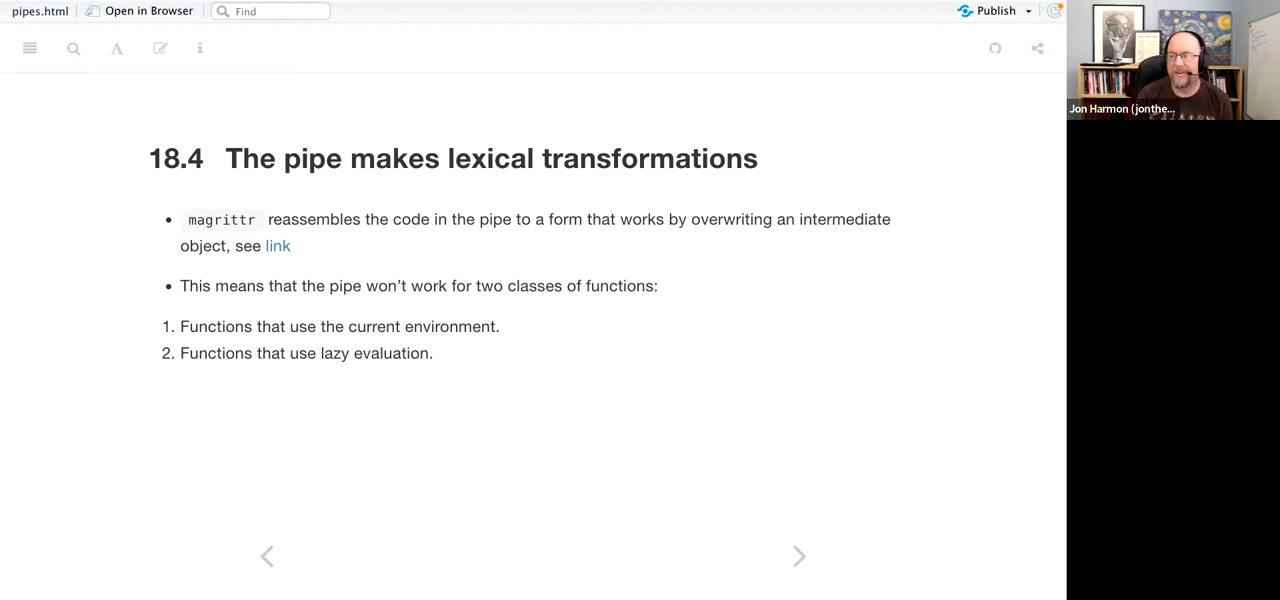 pipes.html Open in Browser Find Publish
18.4 The pipe makes lexical transformations
• magrittr reassembles the code in the pipe to a form that works by overwriting an intermediate
object, see link
• This means that the pipe won’t work for two classes of functions:
1. Functions that use the current environment.
2. Functions that use lazy evaluation.
Jon Harmon (jonthe...